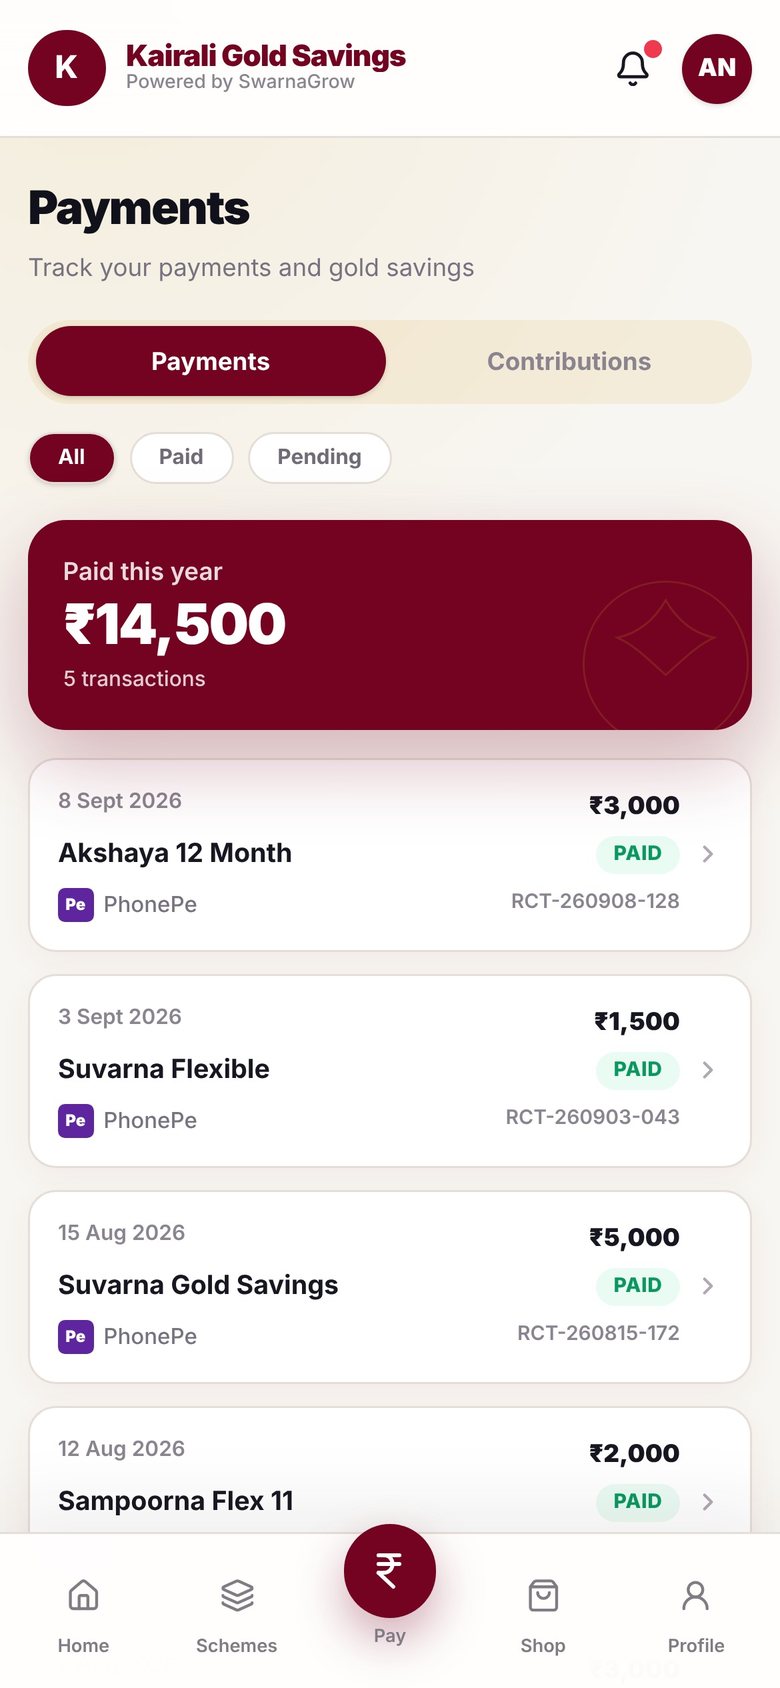 K
Kairali Gold Savings
Powered by SwarnaGrow
AN
Payments
Track your payments and gold savings
Payments
Contributions
All
Paid
Pending
Paid this year
₹14,500
5 transactions
8 Sept 2026
₹3,000
Akshaya 12 Month
PAID
Pe PhonePe
RCT-260908-128
3 Sept 2026
₹1,500
Suvarna Flexible
PAID
Pe PhonePe
RCT-260903-043
15 Aug 2026
₹5,000
Suvarna Gold Savings
PAID
Pe PhonePe
RCT-260815-172
12 Aug 2026
₹2,000
Sampoorna Flex 11
PAID
₹
Home
Schemes
Pay
Shop
Profile
₹3,000